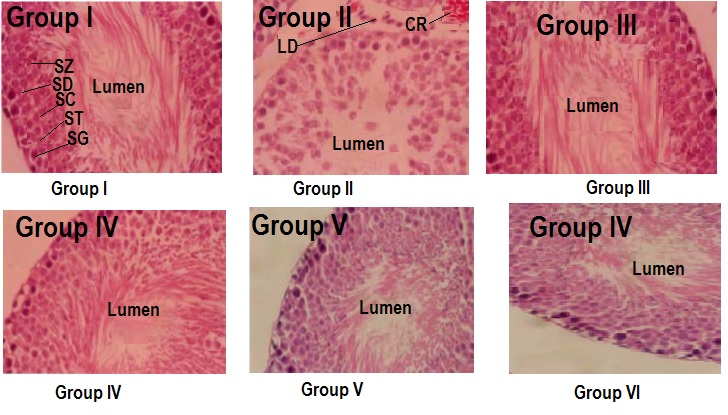 Group I
SZ
SD
SC
ST
SG
Lumen
Group I
Group II
CR
LD
Lumen
Group II
Group III
Lumen
Group III
Group IV
Lumen
Group IV
Group V
Lumen
Group V
Group IV
Lumen
Group VI